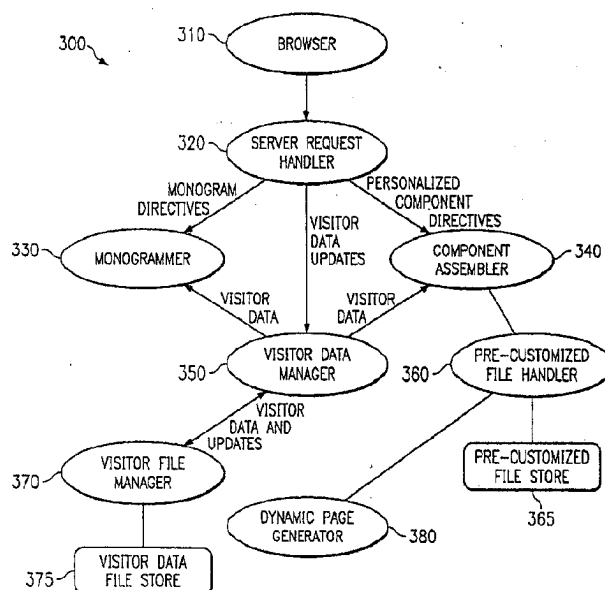 310
BROWSER
300
320
SERVER REQUEST
HANDLER
MONOGRAM
DIRECTIVES
PERSONALIZED
COMPONENT
DIRECTIVES
VISITOR
DATA
UPDATES
330
MONOGRAMMER
COMPONENT
ASSEMBLER
340
VISITOR
DATA
VISITOR
DATA
350
VISITOR DATA
MANAGER
360
PRE-CUSTOMIZED
FILE HANDLER
VISITOR
DATA AND
UPDATES
370
VISITOR FILE
MANAGER
PRE-CUSTOMIZED
FILE STORE
365
DYNAMIC PAGE
GENERATOR
380
375
VISITOR DATA
FILE STORE